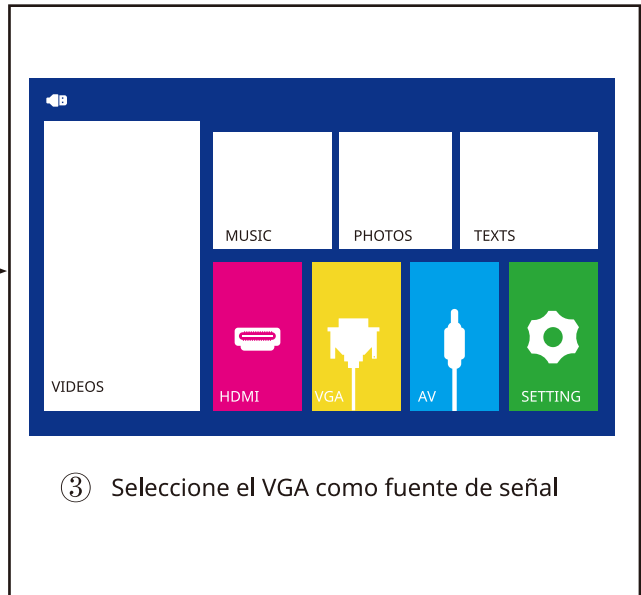 MUSIC
PHOTOS
TEXTS
VIDEOS
HDMI
VGA
AV
SETTING
③ Seleccione el VGA como fuente de señal